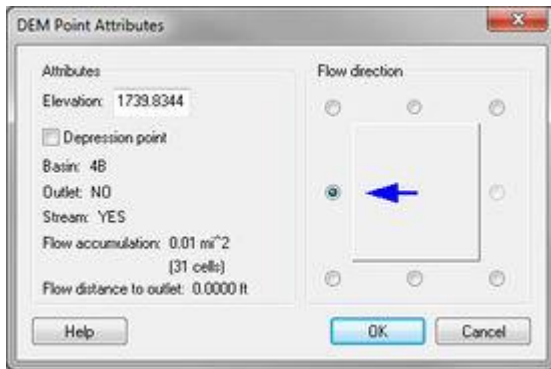 DEM Point Attributes
Attributes
Elevation: 1739.8344
Depression point
Basin: 4B
Outlet: NO
Stream: YES
Flow accumulation: 0.01 mi^2
(31 cells)
Flow distance to outlet: 0.0000 ft
Flow direction
Help
OK
Cancel